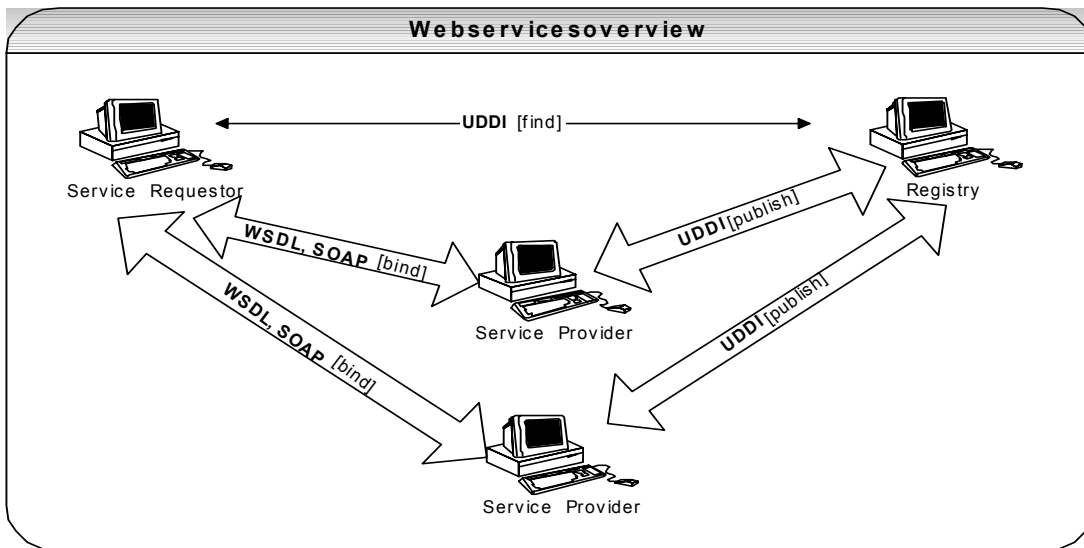 Webservicesoverview
UDDI [find]
Service Requestor
Registry
WSDL, SOAP [bind]
UDDI[publish]
Service Provider
WSDL, SOAP [bind]
UDDI[publish]
Service Provider